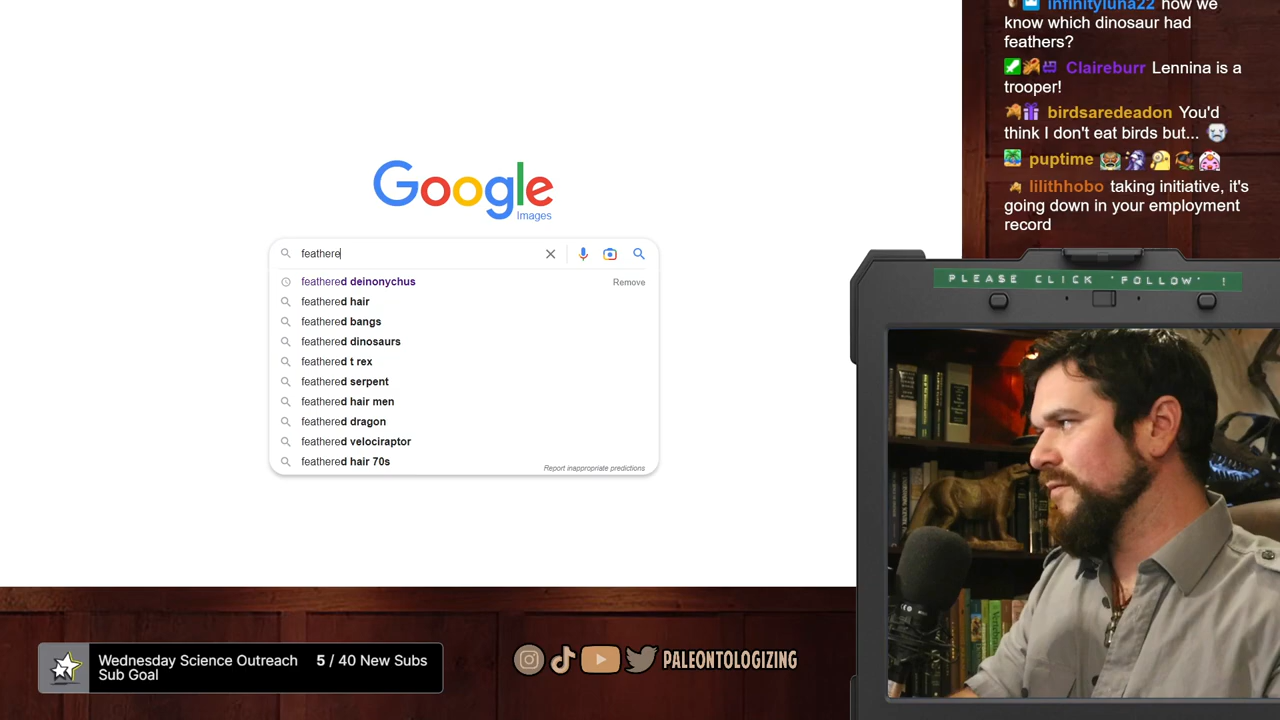 infinityluna22 how we
know which dinosaur had
feathers?
Claireburr Lennina is a
trooper!
birdsaredeadon You'd
think I don't eat birds but...
puptime
lilithhobo taking initiative, it's
going down in your employment
record
PLEASE CLICK 'FOLLOW' !
Google
Images
feathere
feathered deinonychus Remove
feathered hair
feathered bangs
feathered dinosaurs
feathered t rex
feathered serpent
feathered hair men
feathered dragon
feathered velociraptor
feathered hair 70s
Report inappropriate predictions
Wednesday Science Outreach 5 / 40 New Subs
Sub Goal
PALEONTOLOGIZING